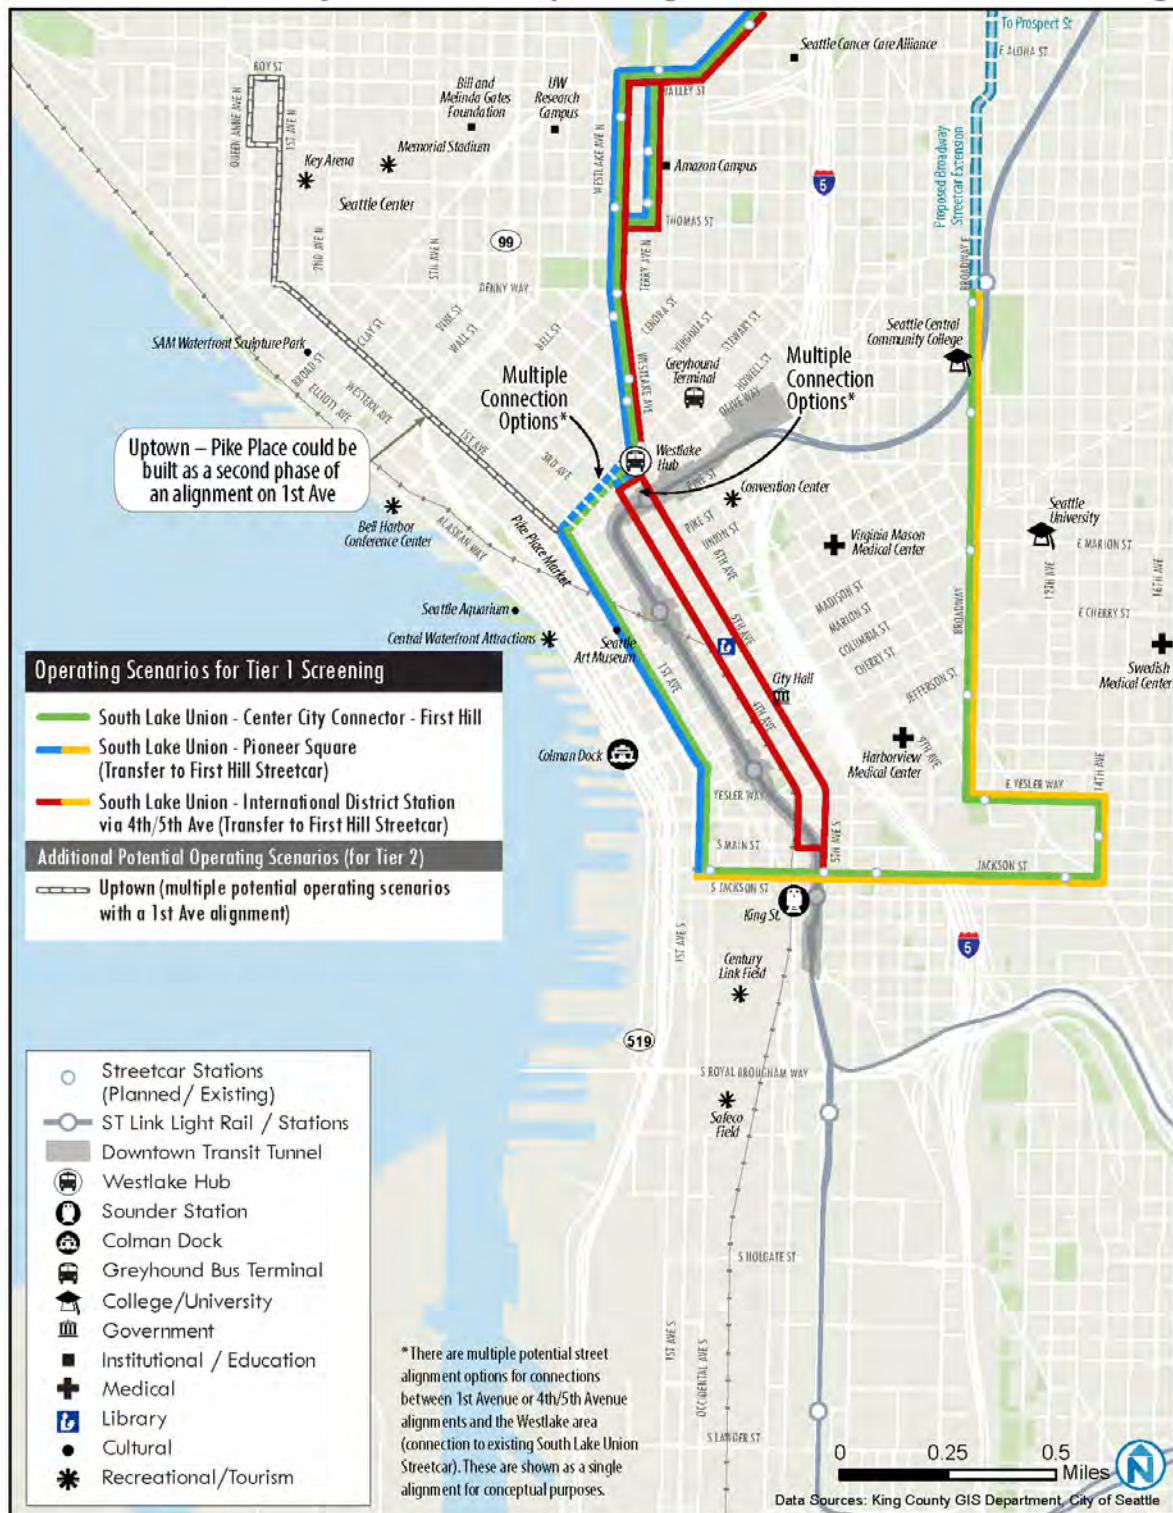 To Prospect St
E ALOHA ST
Seattle Cancer Care Alliance
ROY ST
Bill and
Melinda Gates
Foundation
UW
Research
Campus
VALLEY ST
QUEEN ANNE AVE N
1ST AVE N
WESTLAKE AVE N
Memorial Stadium
Key Arena
Amazon Campus
5
Seattle Center
Proposed Broadway
Streetcar Extension
THOMAS ST
2ND AVE N
5TH AVE N
99
TERRY AVE N
BROADWAY E
DENNY WAY
CLAY ST
VINE ST
WALL ST
BELL ST
LENORA ST
VIRGINIA ST
STEWART ST
HOWELL ST
OLIVE WAY
Seattle Central
Community College
SAM Waterfront Sculpture Park
BROAD ST
ELLIOTT AVE
WESTERN AVE
WESTLAKE AVE
Greyhound
Terminal
Multiple
Connection
Options*
Multiple
Connection
Options*
1ST AVE
3RD AVE
Uptown – Pike Place could be
built as a second phase of
an alignment on 1st Ave
Westlake
Hub
PINE ST
Convention Center
Bell Harbor
Conference Center
ALASKAN WAY
Pike Place Market
PIKE ST
UNION ST
6TH AVE
Seattle
University
Virginia Mason
Medical Center
E MARION ST
12TH AVE
16TH AVE
MADISON ST
MARION ST
COLUMBIA ST
CHERRY ST
BROADWAY
E CHERRY ST
Seattle Aquarium
Central Waterfront Attractions
Seattle
Art Museum
5TH AVE
Swedish
Medical Center
1ST AVE
4TH AVE
City Hall
JEFFERSON ST
9TH AVE
Harborview
Medical Center
Colman Dock
Operating Scenarios for Tier 1 Screening
South Lake Union - Center City Connector - First Hill
South Lake Union - Pioneer Square
(Transfer to First Hill Streetcar)
South Lake Union - International District Station
via 4th/5th Ave (Transfer to First Hill Streetcar)
Additional Potential Operating Scenarios (for Tier 2)
Uptown (multiple potential operating scenarios
with a 1st Ave alignment)
YESLER WAY
E YESLER WAY
14TH AVE
S MAIN ST
5TH AVE S
JACKSON ST
S JACKSON ST
King St.
1ST AVE S
5
Century
Link Field
519
S ROYAL BROUGHAM WAY
Safeco
Field
S HOLGATE ST
1ST AVE S
OCCIDENTAL AVE S
S LANDER ST
Streetcar Stations
(Planned/ Existing)
ST Link Light Rail / Stations
Downtown Transit Tunnel
Westlake Hub
Sounder Station
Colman Dock
Greyhound Bus Terminal
College/University
Government
Institutional / Education
Medical
Library
Cultural
Recreational/Tourism
*There are multiple potential street
alignment options for connections
between 1st Avenue or 4th/5th Avenue
alignments and the Westlake area
(connection to existing South Lake Union
Streetcar). These are shown as a single
alignment for conceptual purposes.
0 0.25 0.5
Miles
N
Data Sources: King County GIS Department, City of Seattle